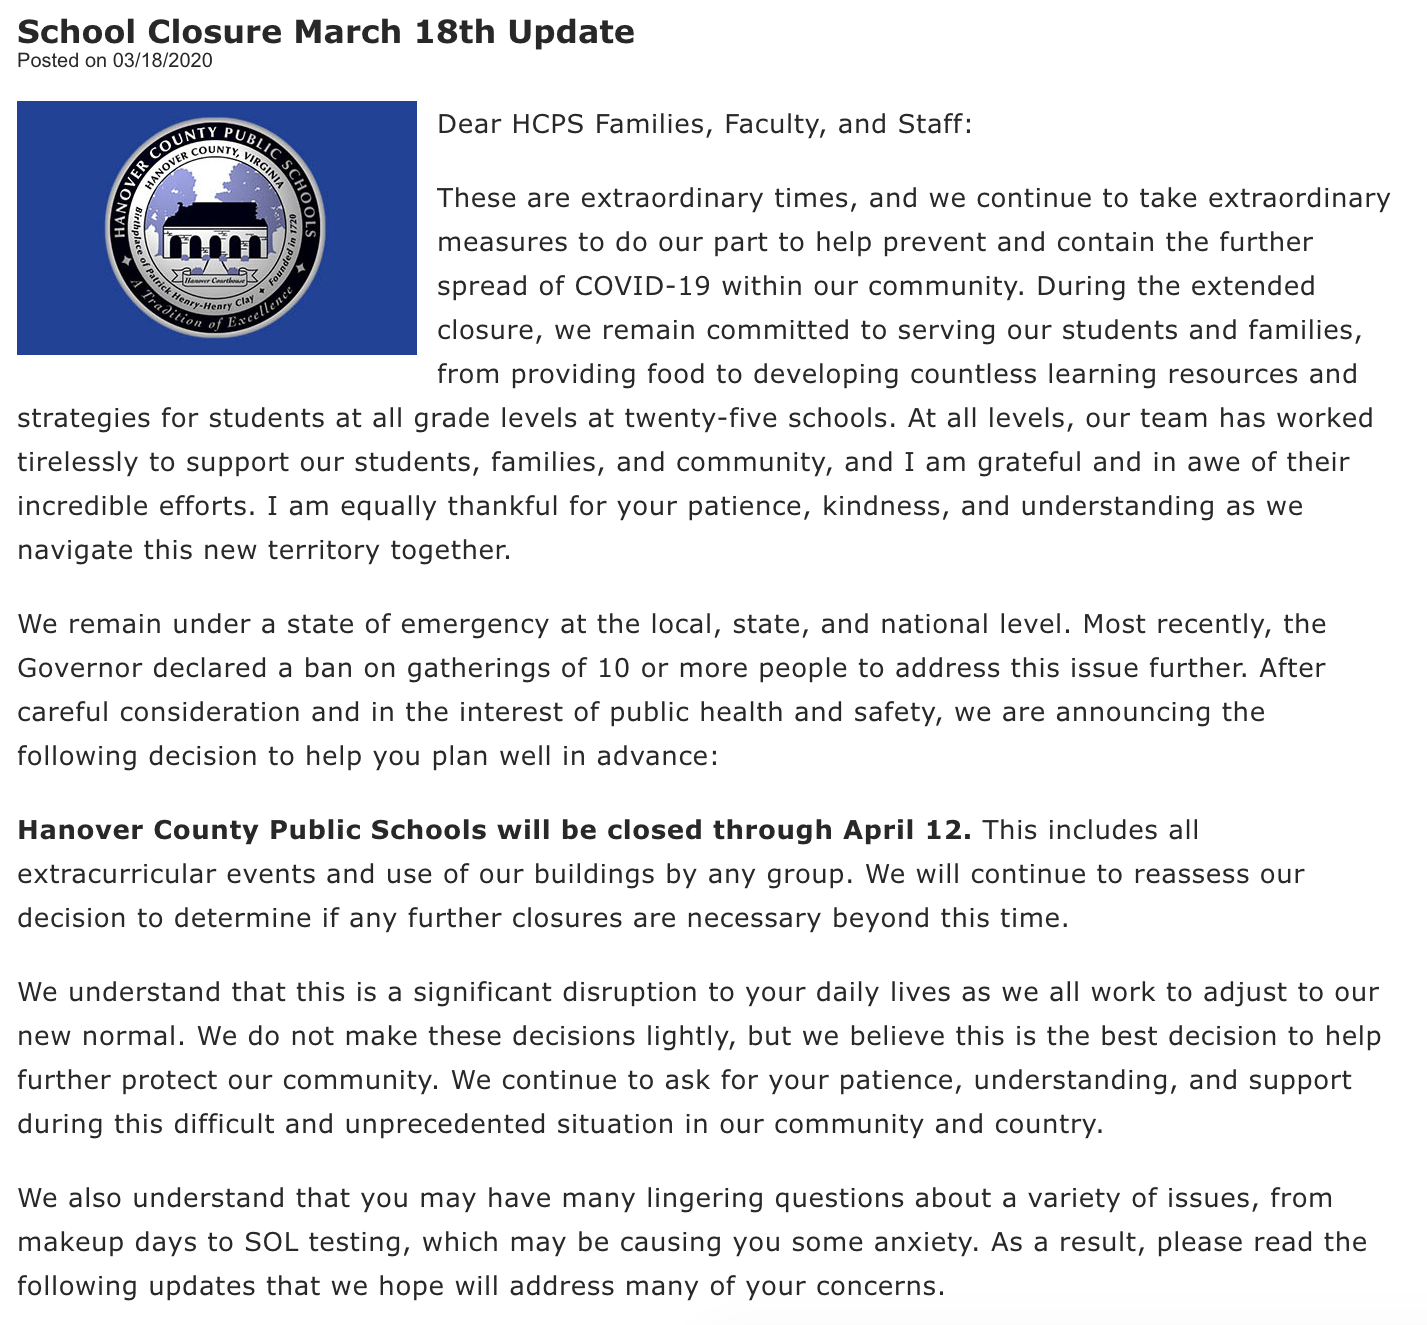 School Closure March 18th Update
Posted on 03/18/2020
HANOVER COUNTY PUBLIC SCHOOLS
HANOVER COUNTY, VIRGINIA
Birthplace of Patrick Henry-Henry Clay
Founded in 1720
Hanover Courthouse
A Tradition of Excellence
Dear HCPS Families, Faculty, and Staff:
These are extraordinary times, and we continue to take extraordinary
measures to do our part to help prevent and contain the further
spread of COVID-19 within our community. During the extended
closure, we remain committed to serving our students and families,
from providing food to developing countless learning resources and
strategies for students at all grade levels at twenty-five schools. At all levels, our team has worked
tirelessly to support our students, families, and community, and I am grateful and in awe of their
incredible efforts. I am equally thankful for your patience, kindness, and understanding as we
navigate this new territory together.
We remain under a state of emergency at the local, state, and national level. Most recently, the
Governor declared a ban on gatherings of 10 or more people to address this issue further. After
careful consideration and in the interest of public health and safety, we are announcing the
following decision to help you plan well in advance:
Hanover County Public Schools will be closed through April 12. This includes all
extracurricular events and use of our buildings by any group. We will continue to reassess our
decision to determine if any further closures are necessary beyond this time.
We understand that this is a significant disruption to your daily lives as we all work to adjust to our
new normal. We do not make these decisions lightly, but we believe this is the best decision to help
further protect our community. We continue to ask for your patience, understanding, and support
during this difficult and unprecedented situation in our community and country.
We also understand that you may have many lingering questions about a variety of issues, from
makeup days to SOL testing, which may be causing you some anxiety. As a result, please read the
following updates that we hope will address many of your concerns.